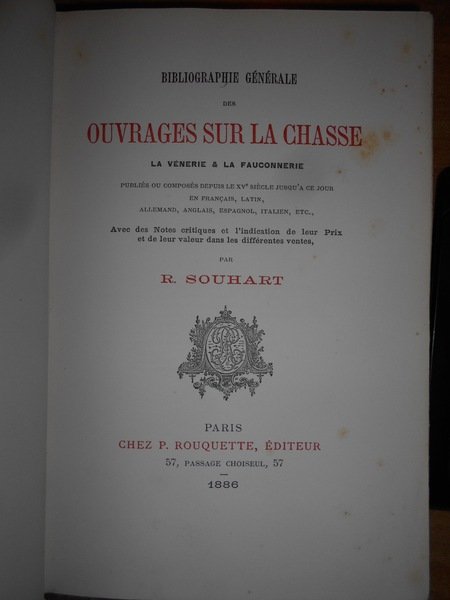 BIBLIOGRAPHIE GÉNÉRALE
DES
OUVRAGES SUR LA CHASSE
LA VÉNERIE & LA FAUCONNERIE
PUBLIÉS OU COMPOSÉS DEPUIS LE XVe SIÈCLE JUSQU'A CE JOUR
EN FRANÇAIS, LATIN,
ALLEMAND, ANGLAIS, ESPAGNOL, ITALIEN, ETC.,
Avec des Notes critiques et l'indication de leur Prix
et de leur valeur dans les différentes ventes,
PAR
R. SOUHART
PARIS
CHEZ P. ROUQUETTE, ÉDITEUR
57, PASSAGE CHOISEUL, 57
1886